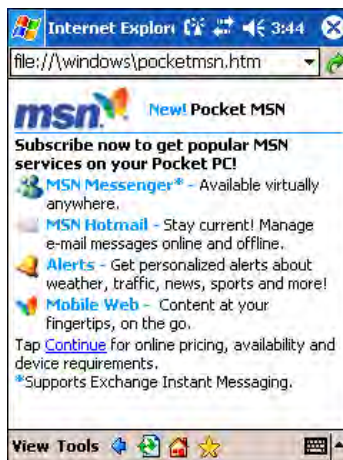 Internet Explor 3:44
file://\windows\pocketmsn.htm
msn New! Pocket MSN
Subscribe now to get popular MSN
services on your Pocket PC!
MSN Messenger* - Available virtually
anywhere.
MSN Hotmail - Stay current! Manage
e-mail messages online and offline.
Alerts - Get personalized alerts about
weather, traffic, news, sports and more!
Mobile Web - Content at your
fingertips, on the go.
Tap Continue for online pricing, availability and
device requirements.
*Supports Exchange Instant Messaging.
View Tools